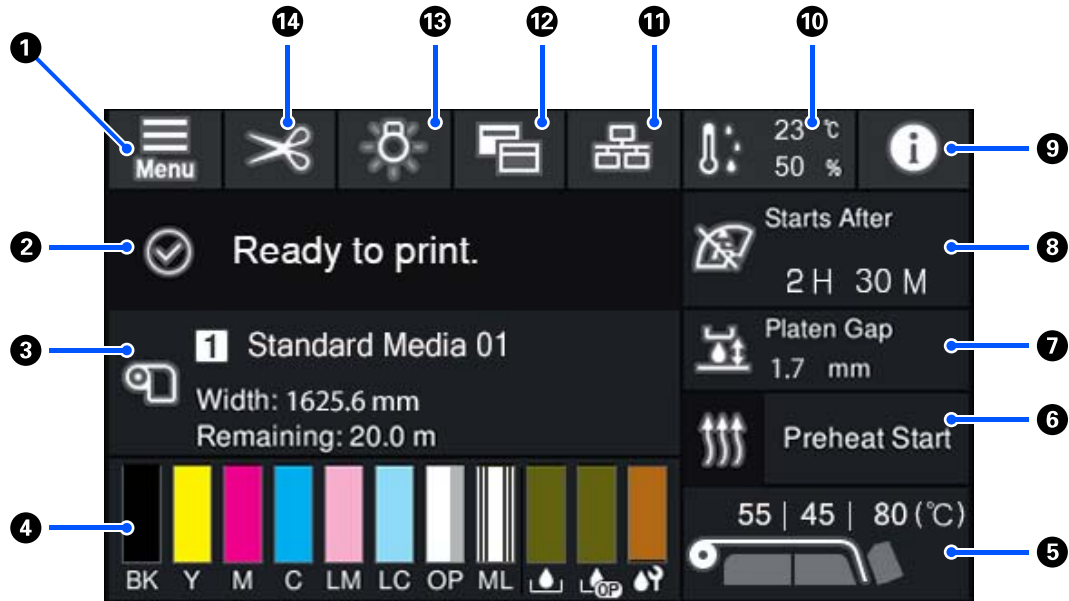 14 13 12 11 10
1
Menu
23 ℃
50 %
9
2
Ready to print.
Starts After
2 H 30 M
8
3
1 Standard Media 01
Width: 1625.6 mm
Remaining: 20.0 m
Platen Gap
1.7 mm
7
Preheat Start
6
4
BK Y M C LM LC OP ML OP
55 | 45 | 80 (℃)
5